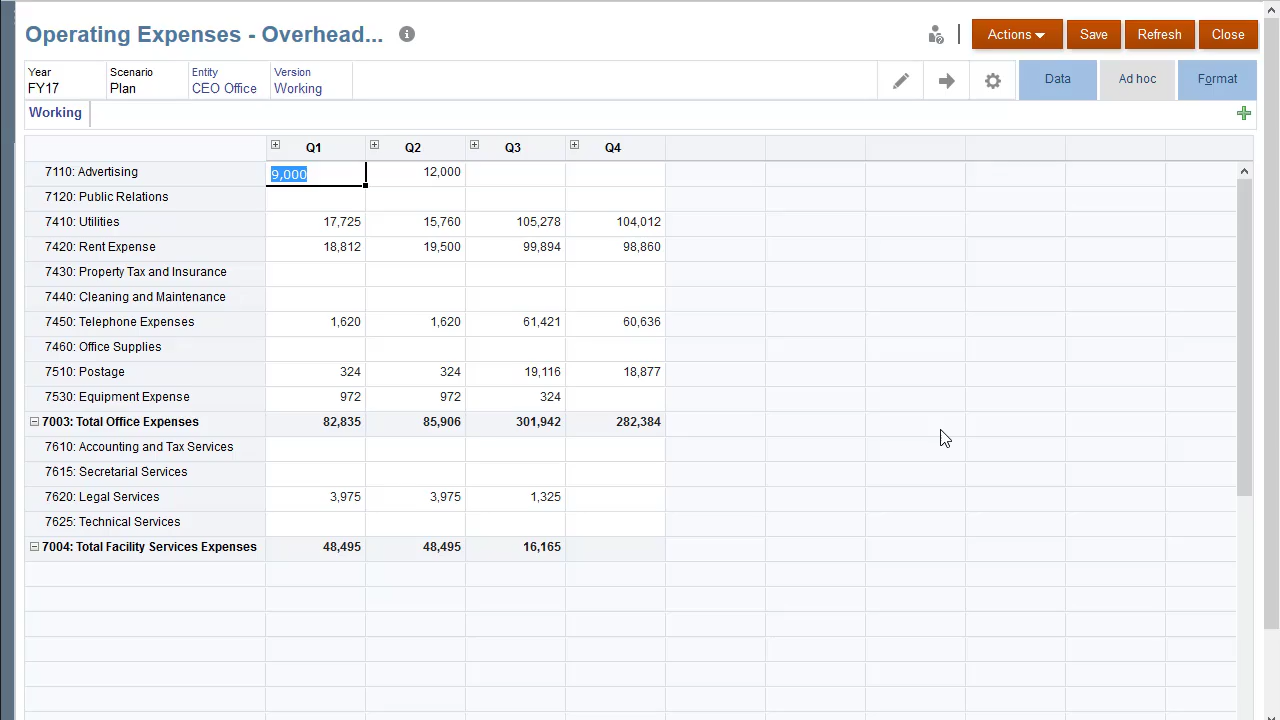 Operating Expenses - Overhead...
Actions Save Refresh Close
Year Scenario Entity Version
FY17 Plan CEO Office Working
Data Ad hoc Format
Working
Q1 Q2 Q3 Q4
7110: Advertising 9,000 12,000
7120: Public Relations
7410: Utilities 17,725 15,760 105,278 104,012
7420: Rent Expense 18,812 19,500 99,894 98,860
7430: Property Tax and Insurance
7440: Cleaning and Maintenance
7450: Telephone Expenses 1,620 1,620 61,421 60,636
7460: Office Supplies
7510: Postage 324 324 19,116 18,877
7530: Equipment Expense 972 972 324
7003: Total Office Expenses 82,835 85,906 301,942 282,384
7610: Accounting and Tax Services
7615: Secretarial Services
7620: Legal Services 3,975 3,975 1,325
7625: Technical Services
7004: Total Facility Services Expenses 48,495 48,495 16,165